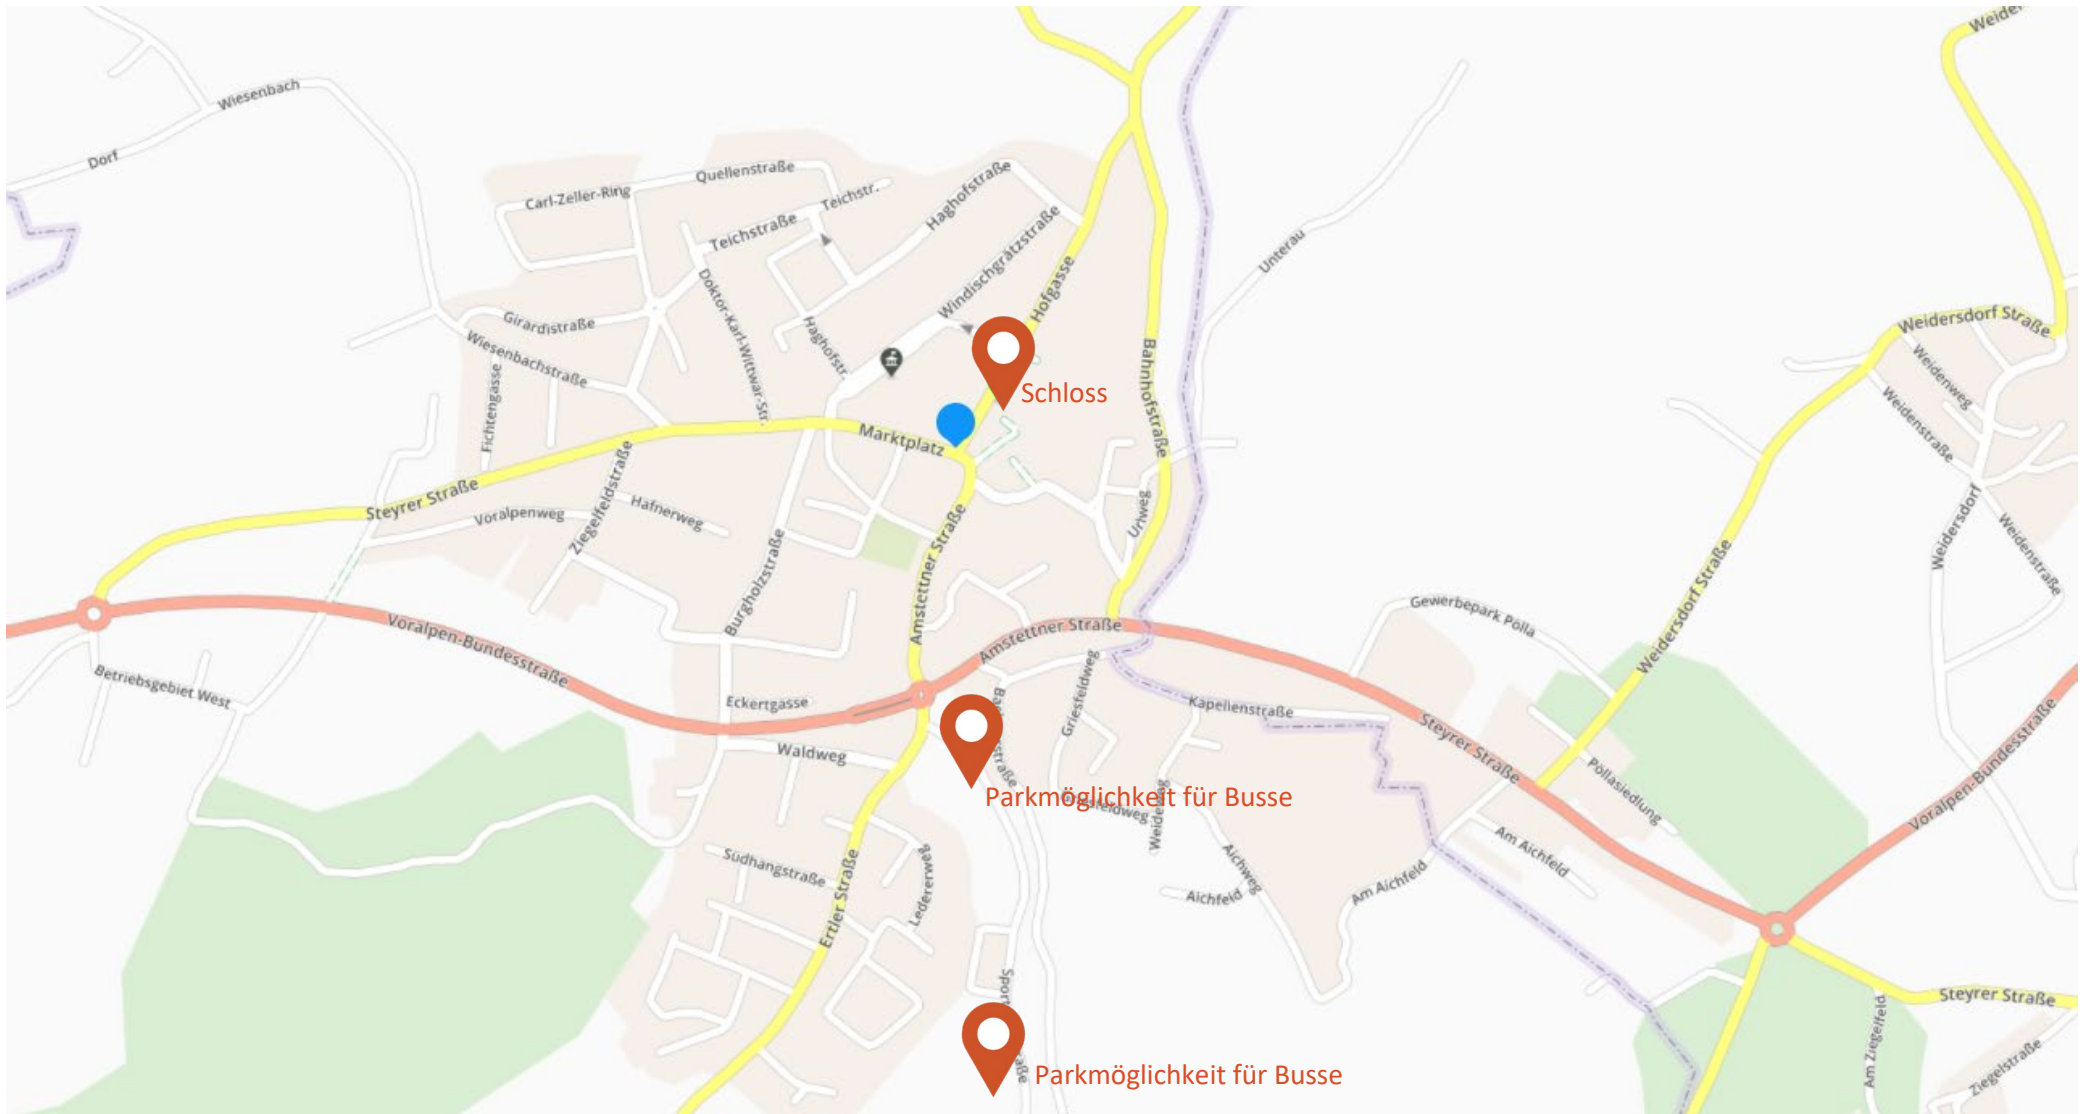 Weidersdorf
Wiesenbach
Dorf
Quellenstraße
Carl-Zeller-Ring
Teichstr.
Haghofstraße
Teichstraße
Windischgrätzstraße
Unterau
Hofgasse
Doktor-Karl-Wittwar-Str.
Girardistraße
Haghofstr.
Weidersdorf Straße
Wiesenbachstraße
Bahnhofstraße
Weidenweg
Fichtengasse
Schloss
Weidenstraße
Marktplatz
Steyrer Straße
Ziegelfeldstraße
Voralpenweg
Hafnerweg
Urlweg
Weidersdorf
Weidenstraße
Amstettner Straße
Burgholzstraße
Weidersdorf Straße
Gewerbepark Pölla
Voralpen-Bundesstraße
Amstettner Straße
Betriebsgebiet West
Eckertgasse
Griesfeldweg
Kapellenstraße
Steyrer Straße
Voralpen-Bundesstraße
Waldweg
Pöllasiedlung
Parkmöglichkeit für Busse
Griesfeldweg
Weideweg
Am Aichfeld
Südhangstraße
Ledererweg
Aichweg
Aichfeld
Am Aichfeld
Ertler Straße
Steyrer Straße
Am Ziegelfeld
Ziegelstraße
Parkmöglichkeit für Busse